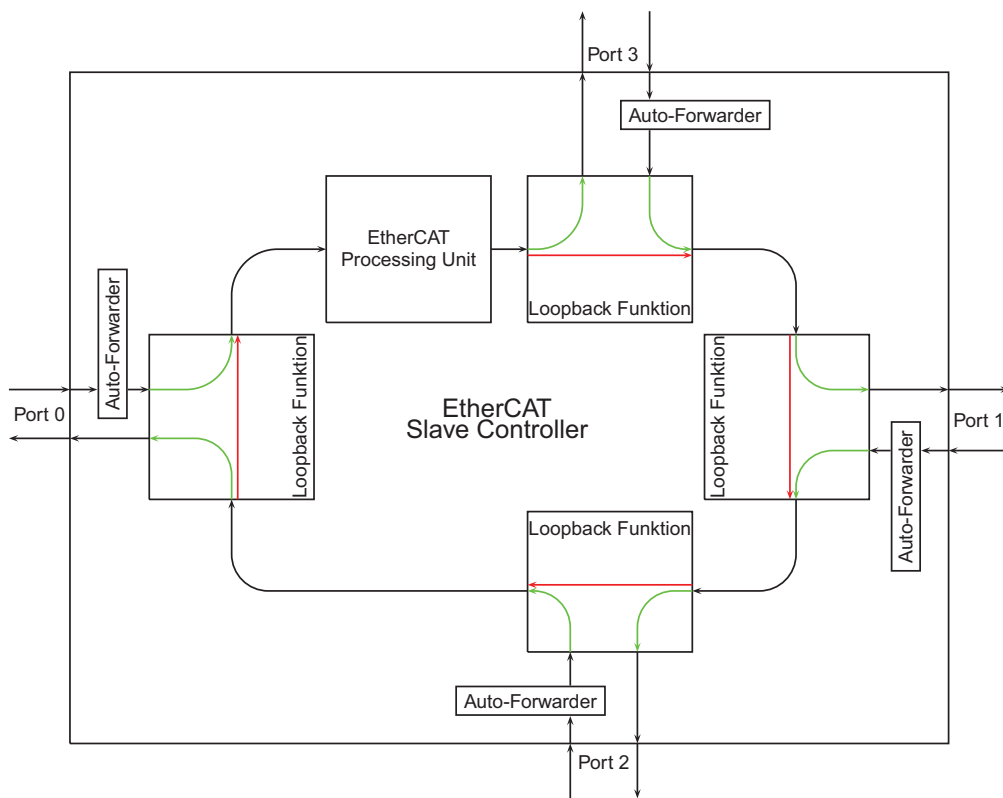 Port 3
Auto-Forwarder
EtherCAT
Processing Unit
Loopback Funktion
Auto-Forwarder
Loopback Funktion
Port 0
EtherCAT
Slave Controller
Loopback Funktion
Port 1
Auto-Forwarder
Loopback Funktion
Auto-Forwarder
Port 2